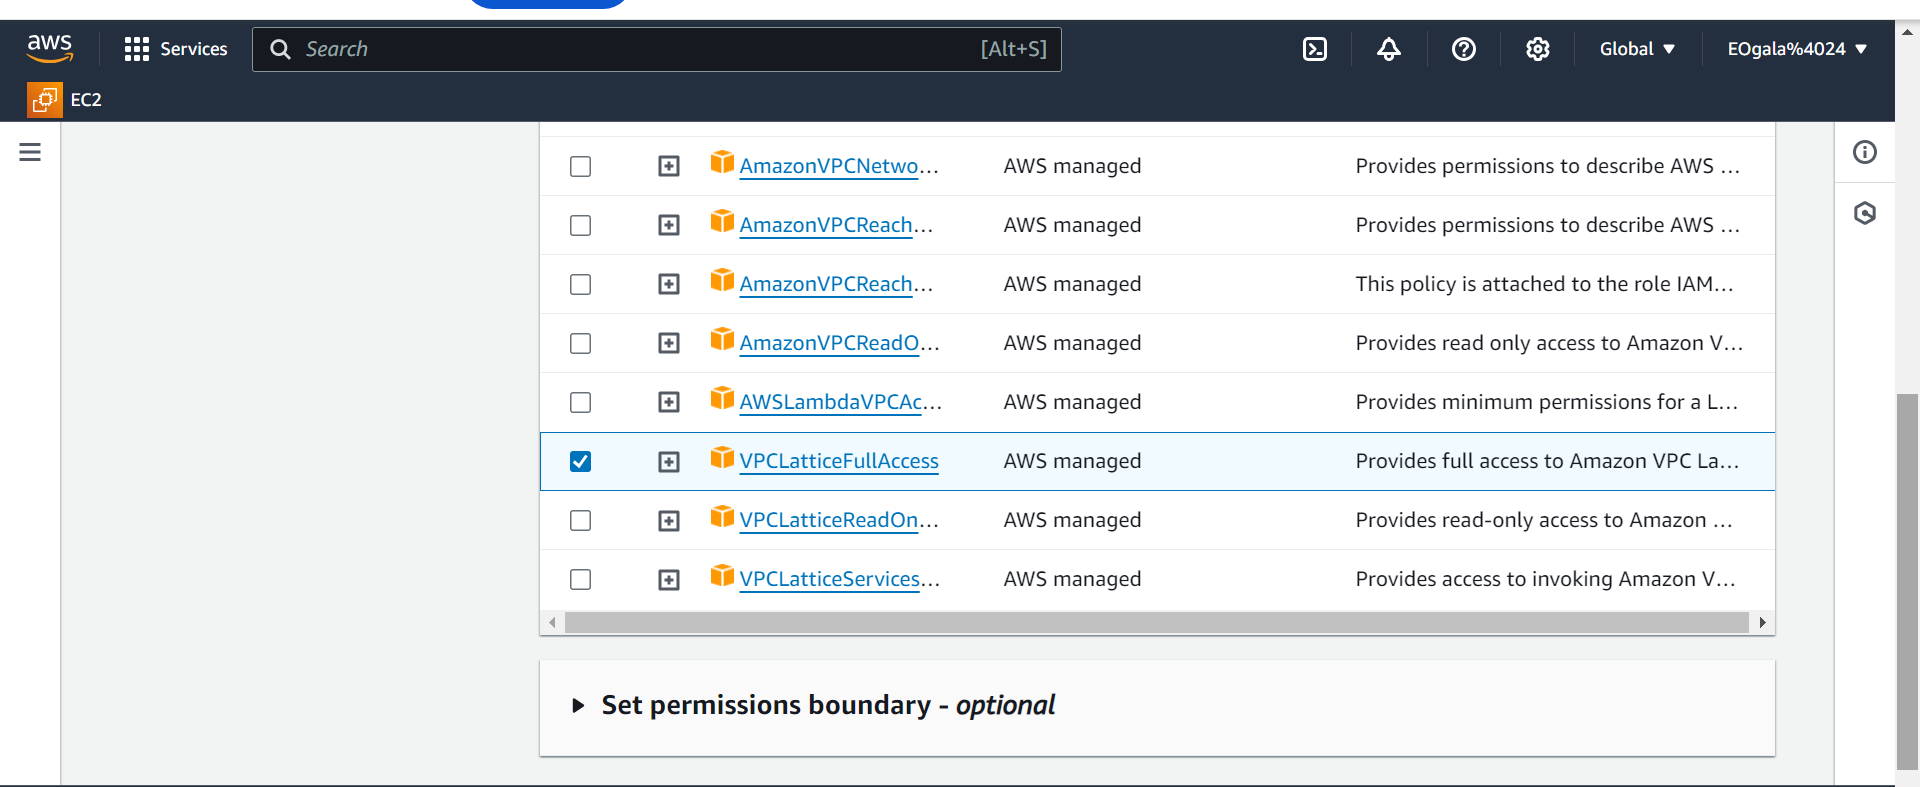 aws
Services
Search
[Alt+S]
Global
EOgala%4024
EC2
AmazonVPCNetwo... AWS managed Provides permissions to describe AWS ...
AmazonVPCReach... AWS managed Provides permissions to describe AWS ...
AmazonVPCReach... AWS managed This policy is attached to the role IAM...
AmazonVPCReadO... AWS managed Provides read only access to Amazon V...
AWSLambdaVPCAc... AWS managed Provides minimum permissions for a L...
VPCLatticeFullAccess AWS managed Provides full access to Amazon VPC La...
VPCLatticeReadOn... AWS managed Provides read-only access to Amazon ...
VPCLatticeServices... AWS managed Provides access to invoking Amazon V...
Set permissions boundary - optional